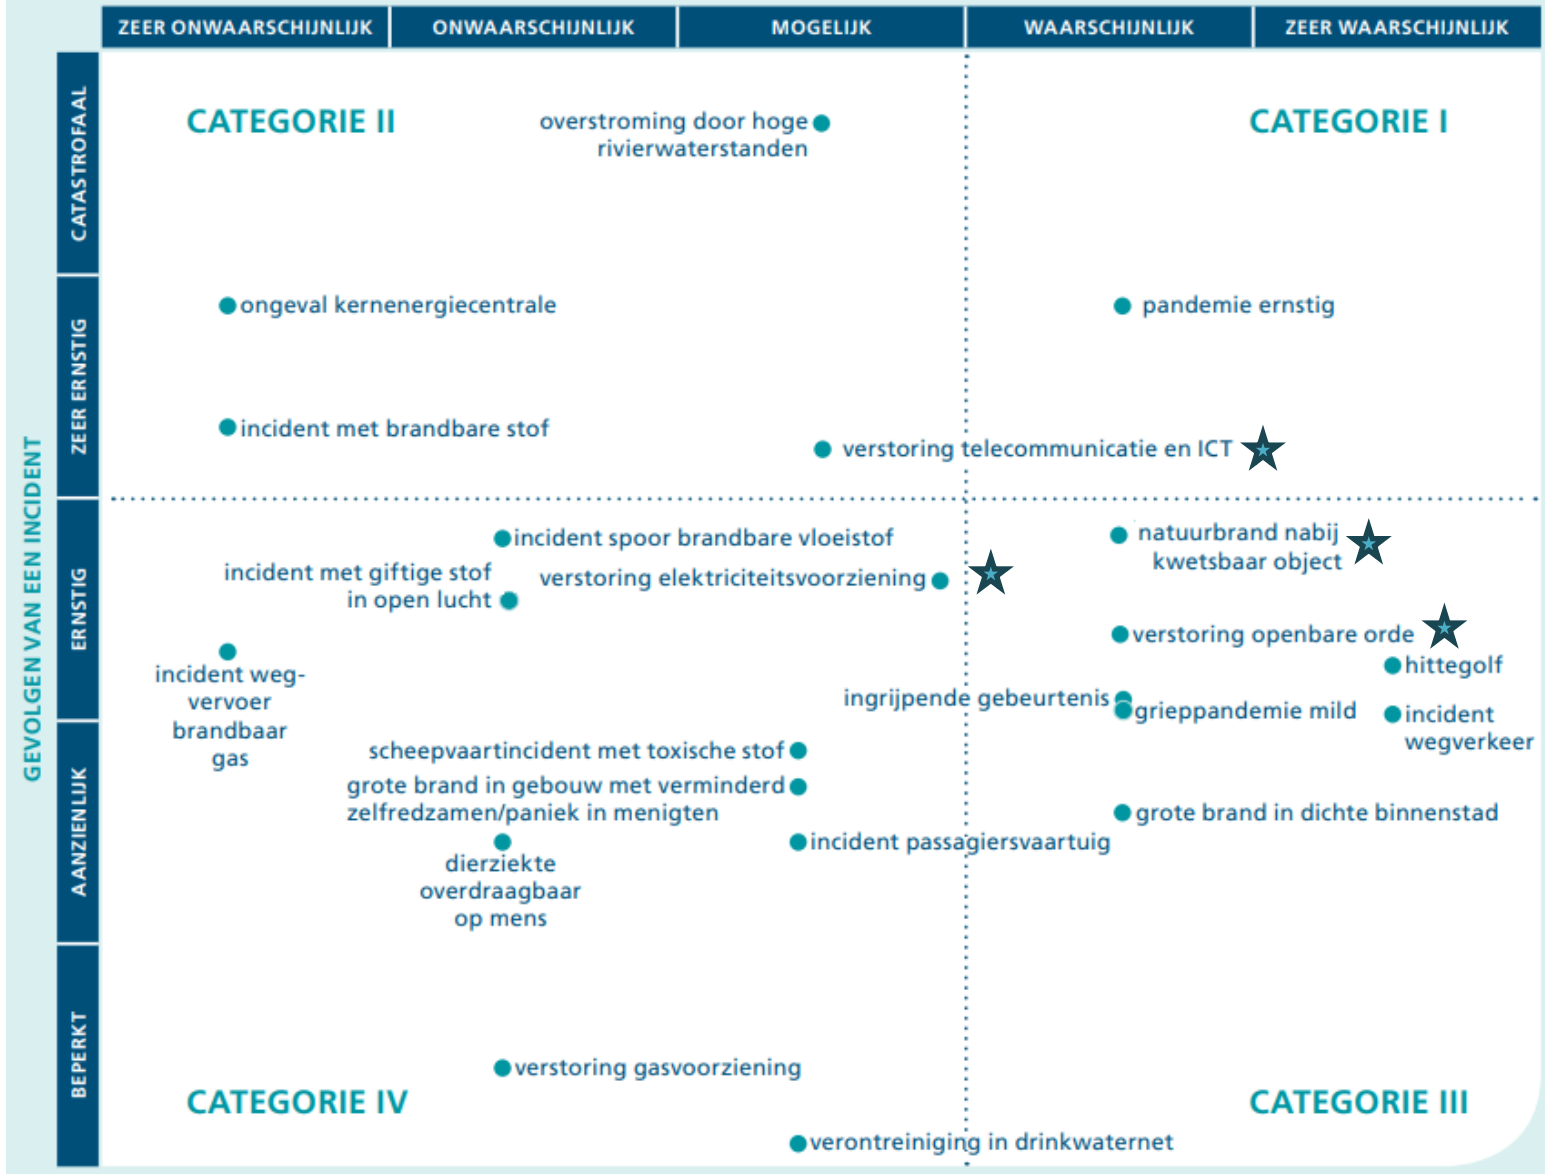 ZEER ONWAARSCHIJNLIJK
ONWAARSCHIJNLIJK
MOGELIJK
WAARSCHIJNLIJK
ZEER WAARSCHIJNLIJK
GEVOLGEN VAN EEN INCIDENT
CATASTROFAAL
ZEER ERNSTIG
ERNSTIG
AANZIENLIJK
BEPERKT
CATEGORIE II
overstroming door hoge
rivierwaterstanden
CATEGORIE I
ongeval kernenergiecentrale
pandemie ernstig
incident met brandbare stof
verstoring telecommunicatie en ICT
incident spoor brandbare vloeistof
natuurbrand nabij
kwetsbaar object
incident met giftige stof
in open lucht
verstoring elektriciteitsvoorziening
verstoring openbare orde
incident weg-
vervoer
brandbaar
gas
hittegolf
ingrijpende gebeurtenis
grieppandemie mild
incident
wegverkeer
scheepvaartincident met toxische stof
grote brand in gebouw met verminderd
zelfredzamen/paniek in menigten
grote brand in dichte binnenstad
incident passagiersvaartuig
dierziekte
overdraagbaar
op mens
verstoring gasvoorziening
CATEGORIE IV
CATEGORIE III
verontreiniging in drinkwaternet